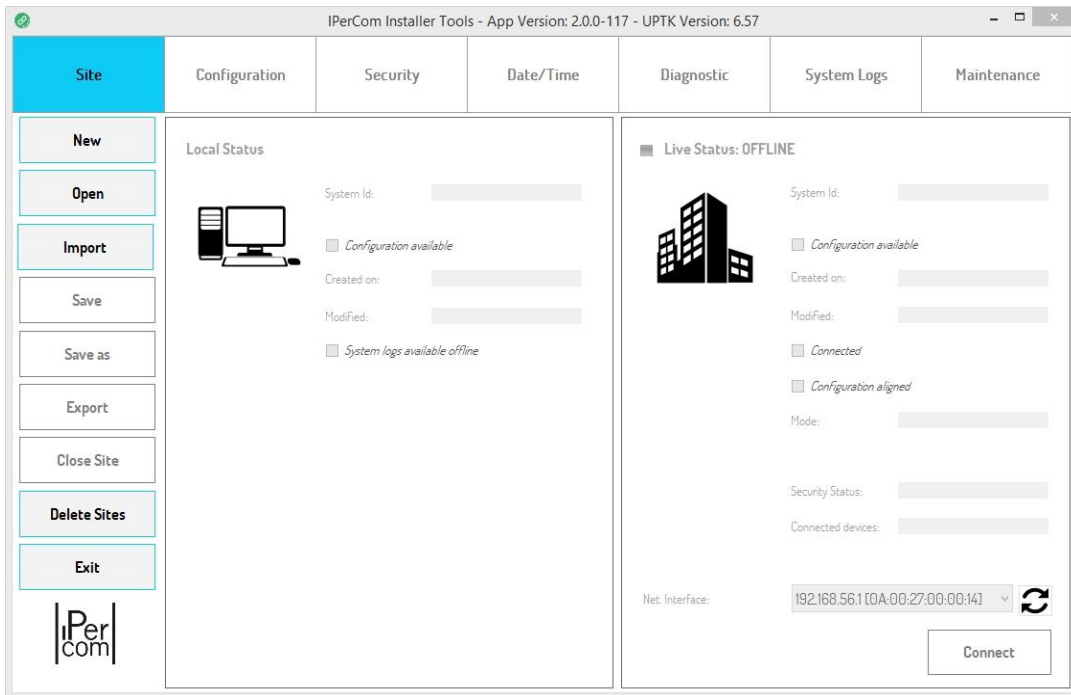 IPerCom Installer Tools - App Version: 2.0.0-117 - UPTK Version: 6.57
Site
Configuration
Security
Date/Time
Diagnostic
System Logs
Maintenance
New
Open
Import
Save
Save as
Export
Close Site
Delete Sites
Exit
iPer
com
Local Status
System Id:
Configuration available
Created on:
Modified:
System logs available offline
Live Status: OFFLINE
System Id:
Configuration available
Created on:
Modified:
Connected
Configuration aligned
Mode:
Security Status:
Connected devices:
Net. Interface:
192.168.56.1 [0A:00:27:00:00:14]
Connect